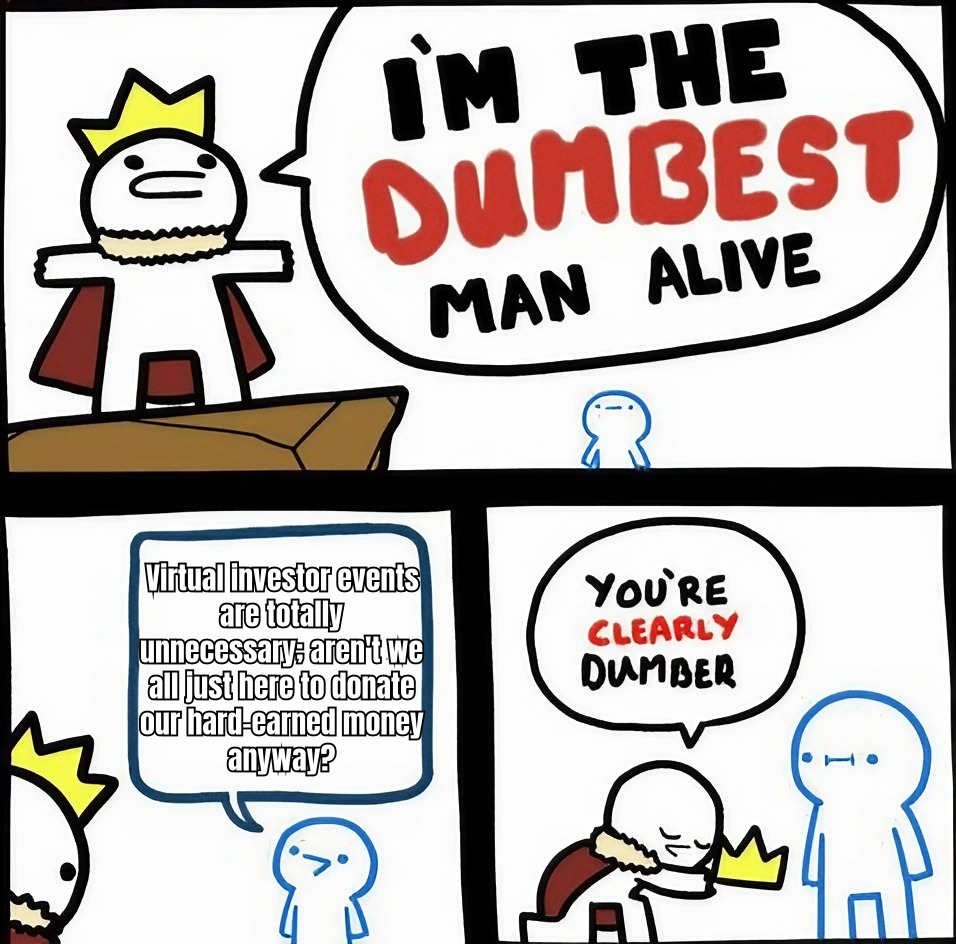 I'M THE
DUMBEST
MAN ALIVE
Virtual investor events
are totally
unnecessary; aren't we
all just here to donate
our hard-earned money
anyway?
YOU'RE
CLEARLY
DUMBER